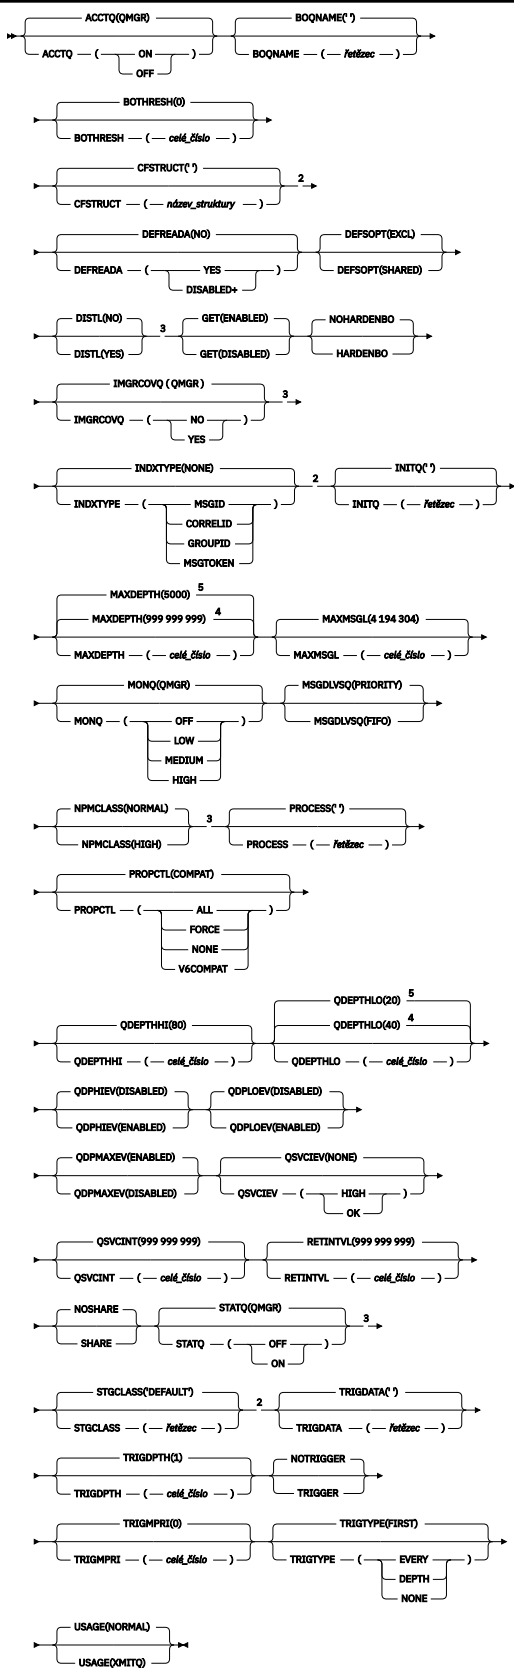 ACCTQ(QMGR) BOQNAME(' ')
ACCTQ ( ON ) BOQNAME ( řetězec )
OFF
BOTHRESH(0)
BOTHRESH ( celé_číslo )
CFSTRUCT(' ') 2
CFSTRUCT ( název_struktury )
DEFREADA(NO) DEFSOPT(EXCL)
DEFREADA ( YES ) DEFSOPT(SHARED)
DISABLED+
DISTL(NO) 3 GET(ENABLED) NOHARDENBO
DISTL(YES) GET(DISABLED) HARDENBO
IMGRCOVQ ( QMGR ) 3
IMGRCOVQ ( NO )
YES
INDXTYPE(NONE) 2 INITQ(' ')
INDXTYPE ( MSGID ) INITQ ( řetězec )
CORRELID
GROUPID
MSGTOKEN
MAXDEPTH(5000) 5
MAXDEPTH(999 999 999) 4 MAXMSGL(4 194 304)
MAXDEPTH ( celé_číslo ) MAXMSGL ( celé_číslo )
MONQ(QMGR) MSGDLVSQ(PRIORITY)
MONQ ( OFF ) MSGDLVSQ(FIFO)
LOW
MEDIUM
HIGH
NPMCLASS(NORMAL) 3 PROCESS(' ')
NPMCLASS(HIGH) PROCESS ( řetězec )
PROPCTL(COMPAT)
PROPCTL ( ALL )
FORCE
NONE
V6COMPAT
QDEPTHLO(20) 5
QDEPTHHI(80) QDEPTHLO(40) 4
QDEPTHHI ( celé_číslo ) QDEPTHLO ( celé_číslo )
QDPHIEV(DISABLED) QDPLOEV(DISABLED)
QDPHIEV(ENABLED) QDPLOEV(ENABLED)
QDPMAXEV(ENABLED) QSVCIEV(NONE)
QDPMAXEV(DISABLED) QSVCIEV ( HIGH )
OK
QSVCINT(999 999 999) RETINTVL(999 999 999)
QSVCINT ( celé_číslo ) RETINTVL ( celé_číslo )
NOSHARE STATQ(QMGR) 3
SHARE STATQ ( OFF )
ON
STGCLASS('DEFAULT') 2 TRIGDATA(' ')
STGCLASS ( řetězec ) TRIGDATA ( řetězec )
TRIGDPTH(1) NOTRIGGER
TRIGDPTH ( celé_číslo ) TRIGGER
TRIGMPRI(0) TRIGTYPE(FIRST)
TRIGMPRI ( celé_číslo ) TRIGTYPE ( EVERY )
DEPTH
NONE
USAGE(NORMAL)
USAGE(XMITQ)